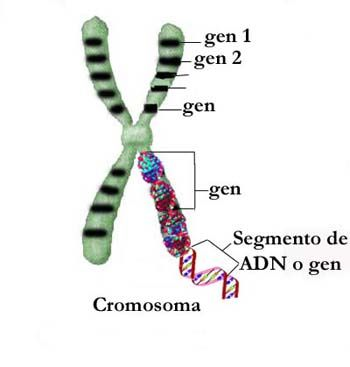 gen 1
gen 2
gen
gen
Segmento de
ADN o gen
Cromosoma